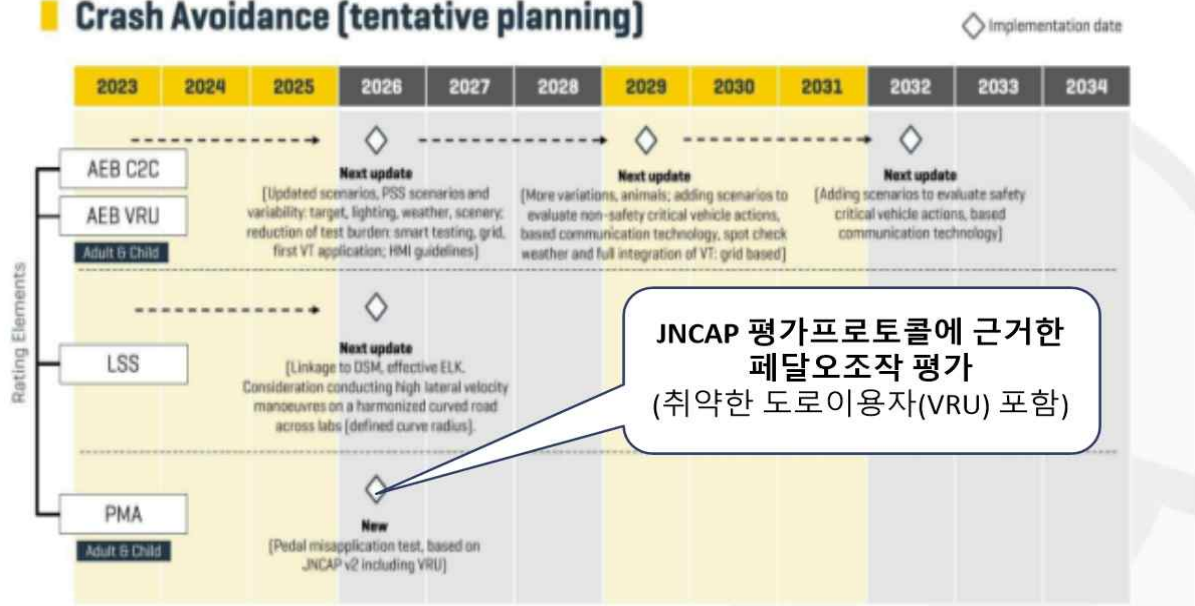 Crash Avoidance (tentative planning)
Implementation date
2023 2024 2025 2026 2027 2028 2029 2030 2031 2032 2033 2034
Rating Elements
AEB C2C
AEB VRU
Adult & Child
Next update
[Updated scenarios, PSS scenarios and
variability: target, lighting, weather, scenery;
reduction of test burden: smart testing, grid,
first VT application; HMI guidelines]
Next update
[More variations, animals; adding scenarios to
evaluate non-safety critical vehicle actions,
based communication technology, spot check
weather and full integration of VT: grid based]
Next update
[Adding scenarios to evaluate safety
critical vehicle actions, based
communication technology]
LSS
Next update
[Linkage to DSM, effective ELK.
Consideration conducting high lateral velocity
manoeuvres on a harmonized curved road
across labs (defined curve radius].
JNCAP 평가프로토콜에 근거한
페달오조작 평가
(취약한 도로이용자(VRU) 포함)
PMA
Adult & Child
New
[Pedal misapplication test, based on
JNCAP v2 including VRU]